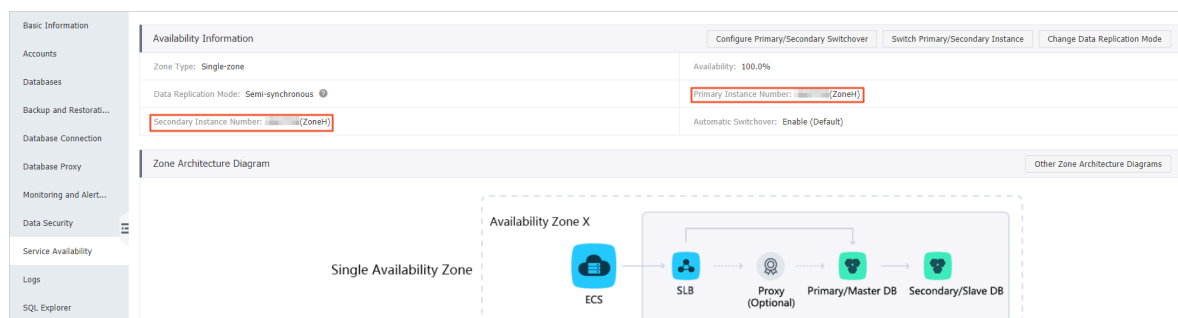 Basic Information
Accounts
Databases
Backup and Restorati...
Database Connection
Database Proxy
Monitoring and Alert...
Data Security
Service Availability
Logs
SQL Explorer
Availability Information
Configure Primary/Secondary Switchover
Switch Primary/Secondary Instance
Change Data Replication Mode
Zone Type: Single-zone
Availability: 100.0%
Data Replication Mode: Semi-synchronous
Primary Instance Number: (ZoneH)
Secondary Instance Number: (ZoneH)
Automatic Switchover: Enable (Default)
Zone Architecture Diagram
Other Zone Architecture Diagrams
Availability Zone X
Single Availability Zone
ECS
SLB
Proxy
(Optional)
Primary/Master DB
Secondary/Slave DB